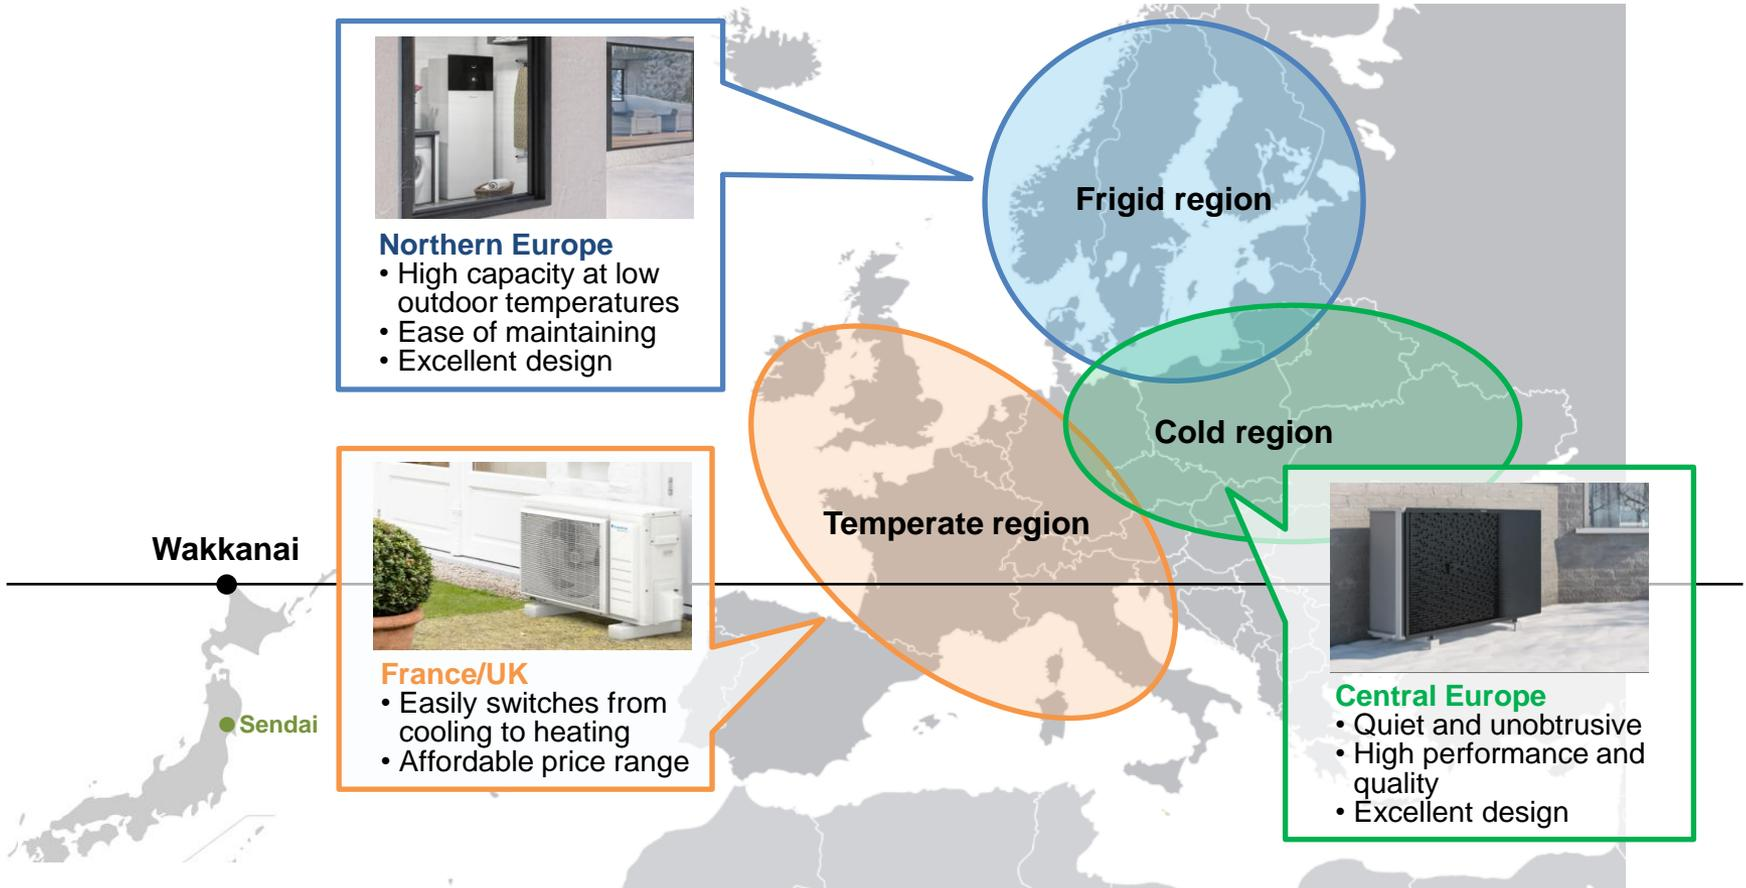 Northern Europe
• High capacity at low
outdoor temperatures
• Ease of maintaining
• Excellent design
Frigid region
Cold region
Temperate region
Wakkanai
Sendai
France/UK
• Easily switches from
cooling to heating
• Affordable price range
Central Europe
• Quiet and unobtrusive
• High performance and
quality
• Excellent design